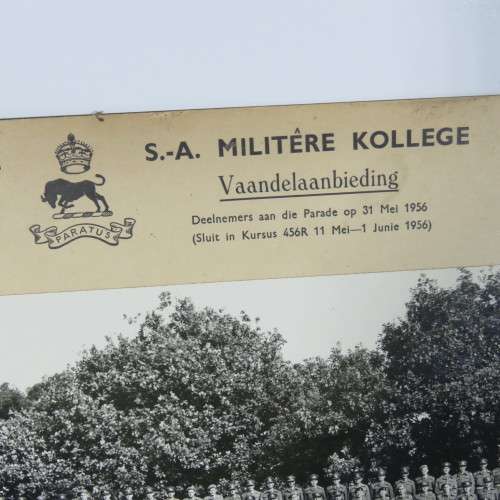 S.-A. MILITÊRE KOLLEGE
Vaandelaanbieding
Deelnemers aan die Parade op 31 Mei 1956
(Sluit in Kursus 456R 11 Mei—1 Junie 1956)
PARATUS